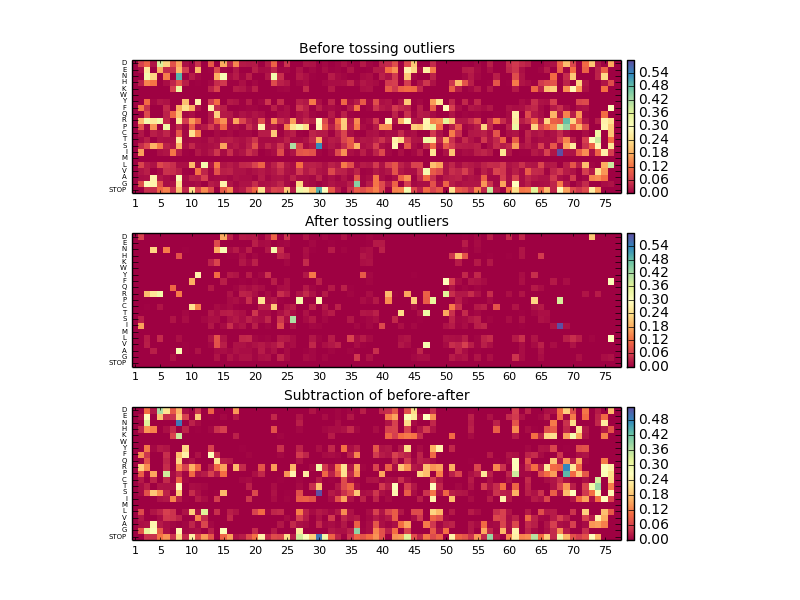 Before tossing outliers
D
E
N
H
K
W
Y
F
Q
R
P
C
T
S
I
M
L
V
A
G
STOP
1 5 10 15 20 25 30 35 40 45 50 55 60 65 70 75
0.54
0.48
0.42
0.36
0.30
0.24
0.18
0.12
0.06
0.00
After tossing outliers
D
E
N
H
K
W
Y
F
Q
R
P
C
T
S
I
M
L
V
A
G
STOP
1 5 10 15 20 25 30 35 40 45 50 55 60 65 70 75
0.54
0.48
0.42
0.36
0.30
0.24
0.18
0.12
0.06
0.00
Subtraction of before-after
D
E
N
H
K
W
Y
F
Q
R
P
C
T
S
I
M
L
V
A
G
STOP
1 5 10 15 20 25 30 35 40 45 50 55 60 65 70 75
0.48
0.42
0.36
0.30
0.24
0.18
0.12
0.06
0.00